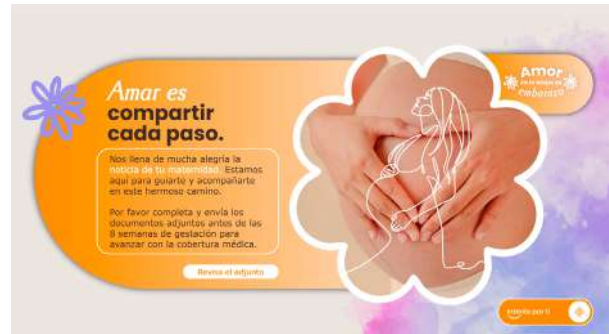 Amar es
compartir
cada paso.
Nos llena de mucha alegría la
noticia de tu maternidad. Estamos
aquí para guiarte y acompañarte
en este hermoso camino.
Por favor completa y envía los
documentos adjuntos antes de las
8 semanas de gestación para
avanzar con la cobertura médica.
Revisa el adjunto
Amor
embarazo
por ti